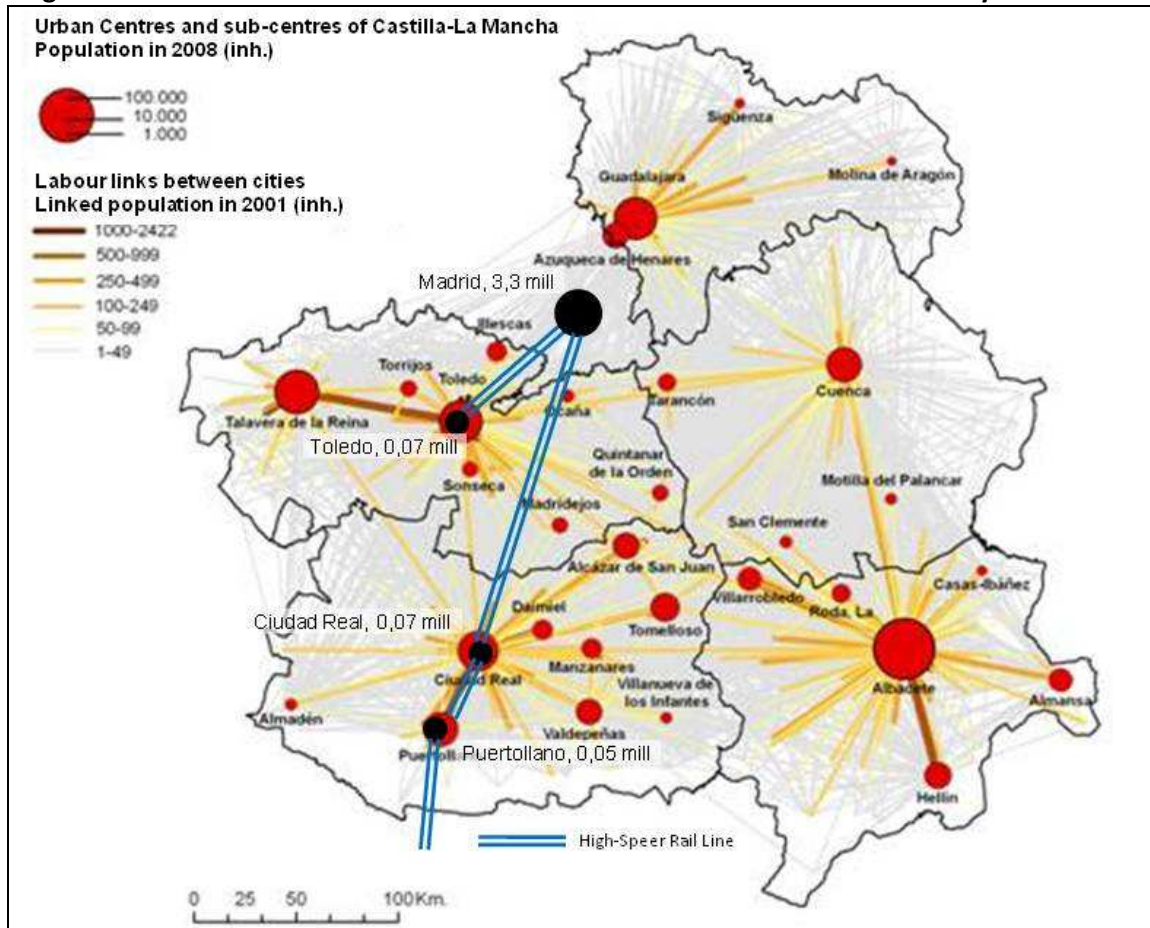 Urban Centres and sub-centres of Castilla-La Mancha
Population in 2008 (inh.)
100.000
10.000
1.000
Labour links between cities
Linked population in 2001 (inh.)
1000-2422
500-999
250-499
100-249
50-99
1-49
Sigüenza
Guadalajara
Molina de Aragón
Azuqueca de Henares
Madrid, 3,3 mill
Illescas
Torrijos
Toledo
Ocaña
Tarancón
Cuenca
Talavera de la Reina
Toledo, 0,07 mill
Quintanar
de la Orden
Sonseca
Motilla del Palancar
Madridejos
San Clemente
Alcázar de San Juan
Casas-Ibáñez
Villarrobledo
Roda, La
Daimiel
Ciudad Real, 0,07 mill
Tomelloso
Manzanares
Ciudad Real
Villanueva de
los Infantes
Albacete
Almansa
Almadén
Valdepeñas
Puertollano, 0,05 mill
Hellín
High-Speer Rail Line
0 25 50 100 Km.